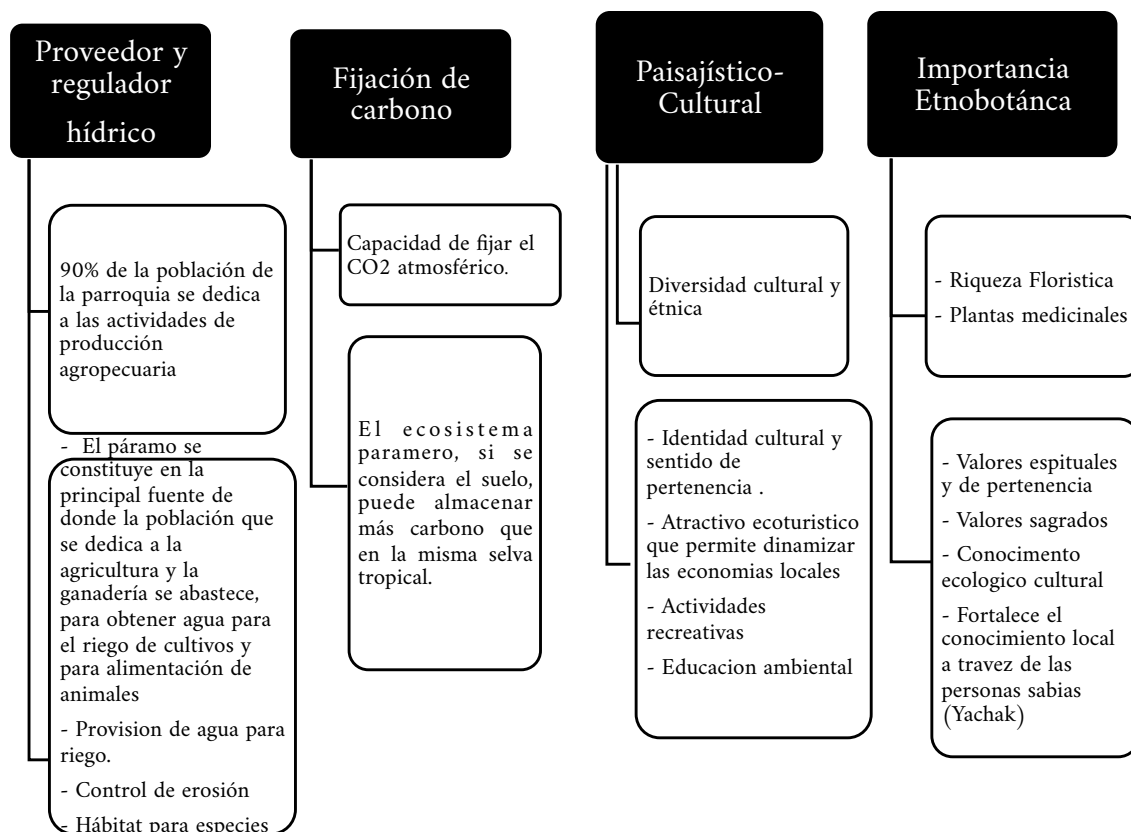 Proveedor y
regulador
hídrico
90% de la población de
la parroquia se dedica
a las actividades de
producción
agropecuaria
- El páramo se
constituye en la
principal fuente de
donde la población que
se dedica a la
agricultura y la
ganadería se abastece,
para obtener agua para
el riego de cultivos y
para alimentación de
animales
- Provision de agua para
riego.
- Control de erosión
- Hábitat para especies
Fijación de
carbono
Capacidad de fijar el
CO2 atmosférico.
El ecosistema
paramero, si se
considera el suelo,
puede almacenar
más carbono que
en la misma selva
tropical.
Paisajístico-
Cultural
Diversidad cultural y
étnica
- Identidad cultural y
sentido de
pertenencia .
- Atractivo ecoturistico
que permite dinamizar
las economias locales
- Actividades
recreativas
- Educacion ambiental
Importancia
Etnobotánca
- Riqueza Floristica
- Plantas medicinales
- Valores espituales
y de pertenencia
- Valores sagrados
- Conocimento
ecologico cultural
- Fortalece el
conocimiento local
a travez de las
personas sabias
(Yachak)